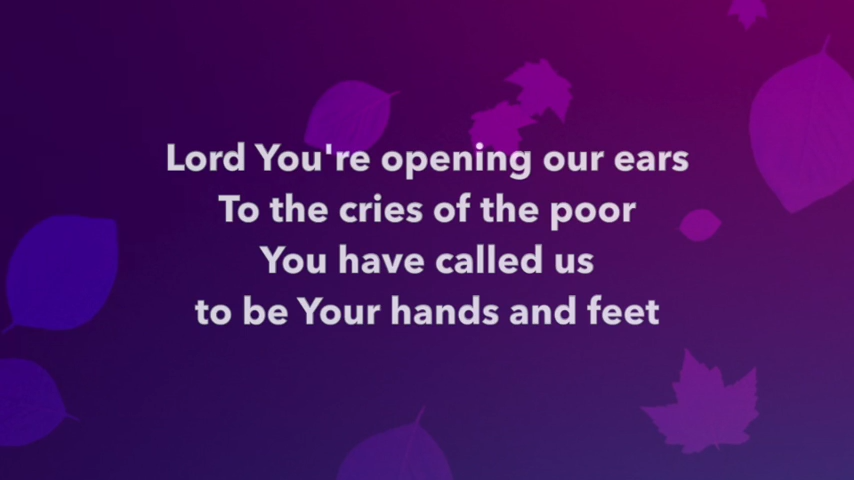 Lord You're opening our ears
To the cries of the poor
You have called us
to be Your hands and feet